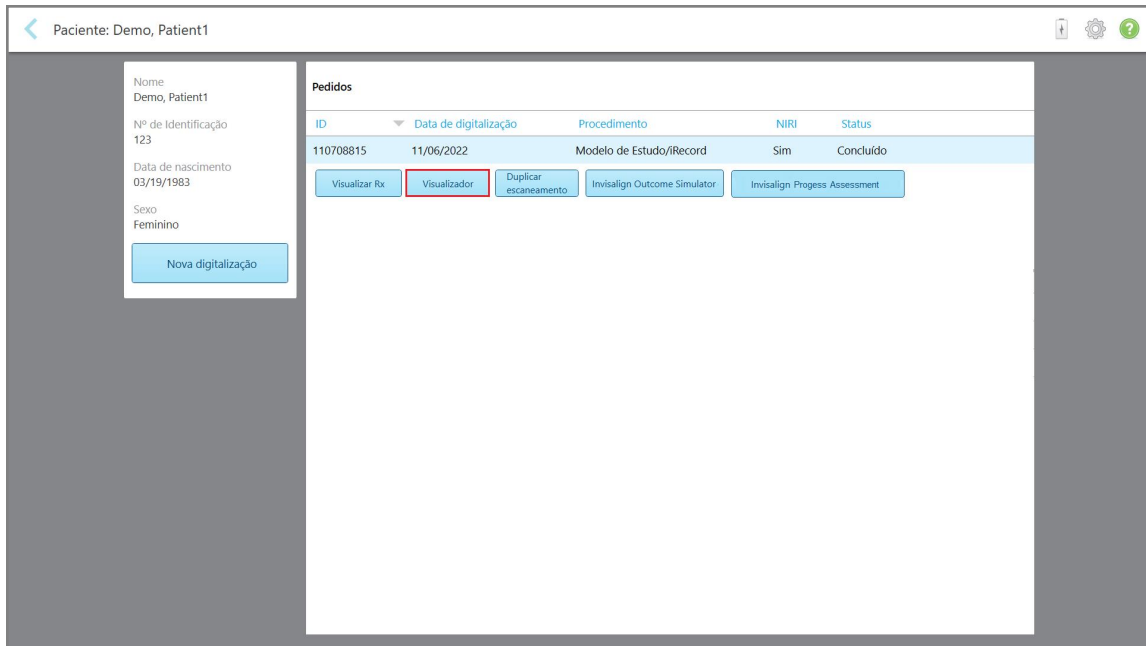 Paciente: Demo, Patient1
?
Nome
Demo, Patient1
Nº de Identificação
123
Data de nascimento
03/19/1983
Sexo
Feminino
Nova digitalização
Pedidos
ID Data de digitalização Procedimento NIRI Status
110708815 11/06/2022 Modelo de Estudo/iRecord Sim Concluído
Visualizar Rx
Visualizador
Duplicar
escaneamento
Invisalign Outcome Simulator
Invisalign Progess Assessment